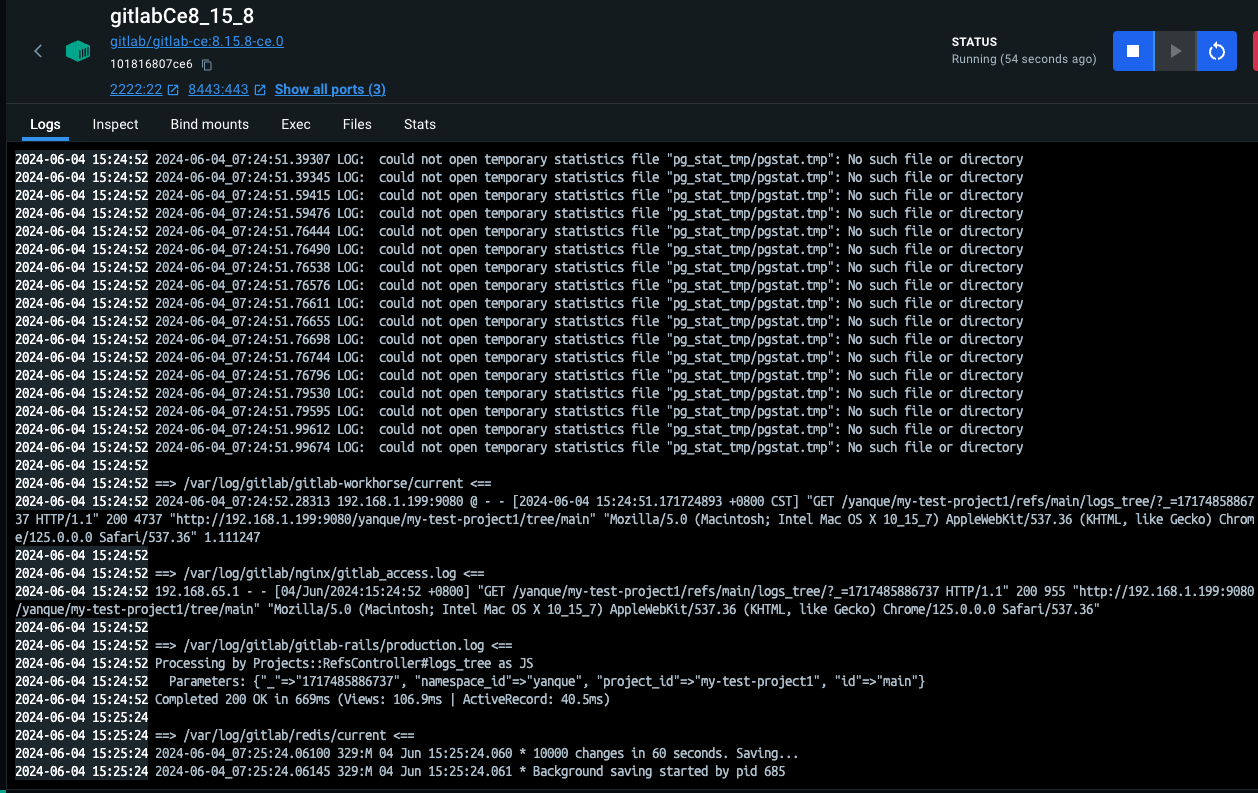 gitlabCe8_15_8
gitlab/gitlab-ce:8.15.8-ce.0
101816807ce6
2222:22 8443:443 Show all ports (3)
STATUS
Running (54 seconds ago)
Logs Inspect Bind mounts Exec Files Stats
2024-06-04 15:24:52 2024-06-04_07:24:51.39307 LOG:  could not open temporary statistics file "pg_stat_tmp/pgstat.tmp": No such file or directory
2024-06-04 15:24:52 2024-06-04_07:24:51.39345 LOG:  could not open temporary statistics file "pg_stat_tmp/pgstat.tmp": No such file or directory
2024-06-04 15:24:52 2024-06-04_07:24:51.59415 LOG:  could not open temporary statistics file "pg_stat_tmp/pgstat.tmp": No such file or directory
2024-06-04 15:24:52 2024-06-04_07:24:51.59476 LOG:  could not open temporary statistics file "pg_stat_tmp/pgstat.tmp": No such file or directory
2024-06-04 15:24:52 2024-06-04_07:24:51.76444 LOG:  could not open temporary statistics file "pg_stat_tmp/pgstat.tmp": No such file or directory
2024-06-04 15:24:52 2024-06-04_07:24:51.76490 LOG:  could not open temporary statistics file "pg_stat_tmp/pgstat.tmp": No such file or directory
2024-06-04 15:24:52 2024-06-04_07:24:51.76538 LOG:  could not open temporary statistics file "pg_stat_tmp/pgstat.tmp": No such file or directory
2024-06-04 15:24:52 2024-06-04_07:24:51.76576 LOG:  could not open temporary statistics file "pg_stat_tmp/pgstat.tmp": No such file or directory
2024-06-04 15:24:52 2024-06-04_07:24:51.76611 LOG:  could not open temporary statistics file "pg_stat_tmp/pgstat.tmp": No such file or directory
2024-06-04 15:24:52 2024-06-04_07:24:51.76655 LOG:  could not open temporary statistics file "pg_stat_tmp/pgstat.tmp": No such file or directory
2024-06-04 15:24:52 2024-06-04_07:24:51.76698 LOG:  could not open temporary statistics file "pg_stat_tmp/pgstat.tmp": No such file or directory
2024-06-04 15:24:52 2024-06-04_07:24:51.76744 LOG:  could not open temporary statistics file "pg_stat_tmp/pgstat.tmp": No such file or directory
2024-06-04 15:24:52 2024-06-04_07:24:51.76796 LOG:  could not open temporary statistics file "pg_stat_tmp/pgstat.tmp": No such file or directory
2024-06-04 15:24:52 2024-06-04_07:24:51.79530 LOG:  could not open temporary statistics file "pg_stat_tmp/pgstat.tmp": No such file or directory
2024-06-04 15:24:52 2024-06-04_07:24:51.79595 LOG:  could not open temporary statistics file "pg_stat_tmp/pgstat.tmp": No such file or directory
2024-06-04 15:24:52 2024-06-04_07:24:51.99612 LOG:  could not open temporary statistics file "pg_stat_tmp/pgstat.tmp": No such file or directory
2024-06-04 15:24:52 2024-06-04_07:24:51.99674 LOG:  could not open temporary statistics file "pg_stat_tmp/pgstat.tmp": No such file or directory
2024-06-04 15:24:52
2024-06-04 15:24:52 ==> /var/log/gitlab/gitlab-workhorse/current <==
2024-06-04 15:24:52 2024-06-04_07:24:52.28313 192.168.1.199:9080 @ - - [2024-06-04 15:24:51.171724893 +0800 CST] "GET /yanque/my-test-project1/refs/main/logs_tree/?_=17174858867
37 HTTP/1.1" 200 4737 "http://192.168.1.199:9080/yanque/my-test-project1/tree/main" "Mozilla/5.0 (Macintosh; Intel Mac OS X 10_15_7) AppleWebKit/537.36 (KHTML, like Gecko) Chrom
e/125.0.0.0 Safari/537.36" 1.111247
2024-06-04 15:24:52
2024-06-04 15:24:52 ==> /var/log/gitlab/nginx/gitlab_access.log <==
2024-06-04 15:24:52 192.168.65.1 - - [04/Jun/2024:15:24:52 +0800] "GET /yanque/my-test-project1/refs/main/logs_tree/?_=1717485886737 HTTP/1.1" 200 955 "http://192.168.1.199:9080
/yanque/my-test-project1/tree/main" "Mozilla/5.0 (Macintosh; Intel Mac OS X 10_15_7) AppleWebKit/537.36 (KHTML, like Gecko) Chrome/125.0.0.0 Safari/537.36"
2024-06-04 15:24:52
2024-06-04 15:24:52 ==> /var/log/gitlab/gitlab-rails/production.log <==
2024-06-04 15:24:52 Processing by Projects::RefsController#logs_tree as JS
2024-06-04 15:24:52   Parameters: {"_"=>"1717485886737", "namespace_id"=>"yanque", "project_id"=>"my-test-project1", "id"=>"main"}
2024-06-04 15:24:52 Completed 200 OK in 669ms (Views: 106.9ms | ActiveRecord: 40.5ms)
2024-06-04 15:25:24
2024-06-04 15:25:24 ==> /var/log/gitlab/redis/current <==
2024-06-04 15:25:24 2024-06-04_07:25:24.06100 329:M 04 Jun 15:25:24.060 * 10000 changes in 60 seconds. Saving...
2024-06-04 15:25:24 2024-06-04_07:25:24.06145 329:M 04 Jun 15:25:24.061 * Background saving started by pid 685